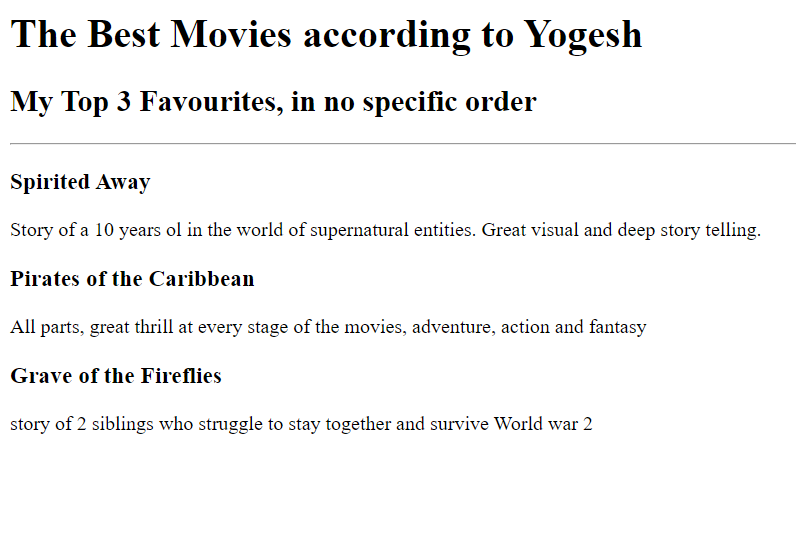 The Best Movies according to Yogesh
My Top 3 Favourites, in no specific order
Spirited Away
Story of a 10 years ol in the world of supernatural entities. Great visual and deep story telling.
Pirates of the Caribbean
All parts, great thrill at every stage of the movies, adventure, action and fantasy
Grave of the Fireflies
story of 2 siblings who struggle to stay together and survive World war 2